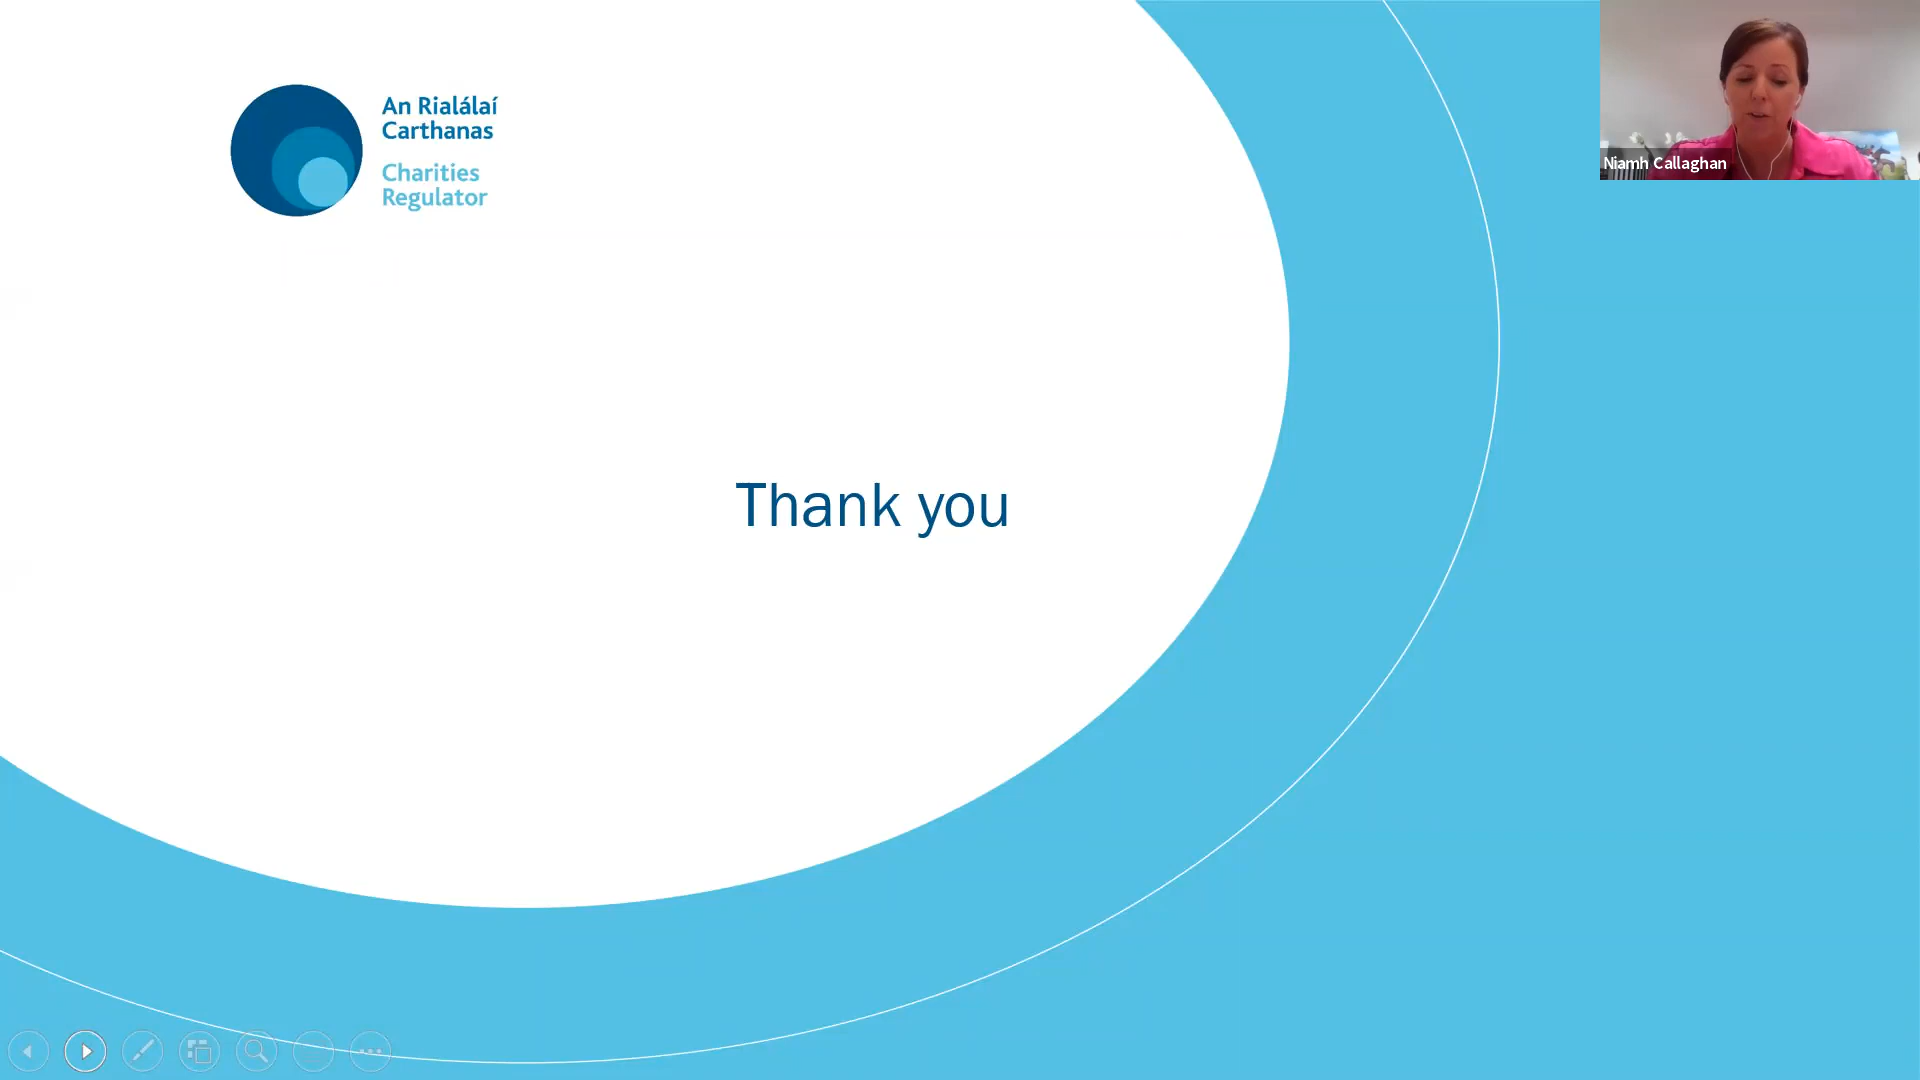 An Rialálaí
Carthanas
Charities
Regulator
Niamh Callaghan
Thank you